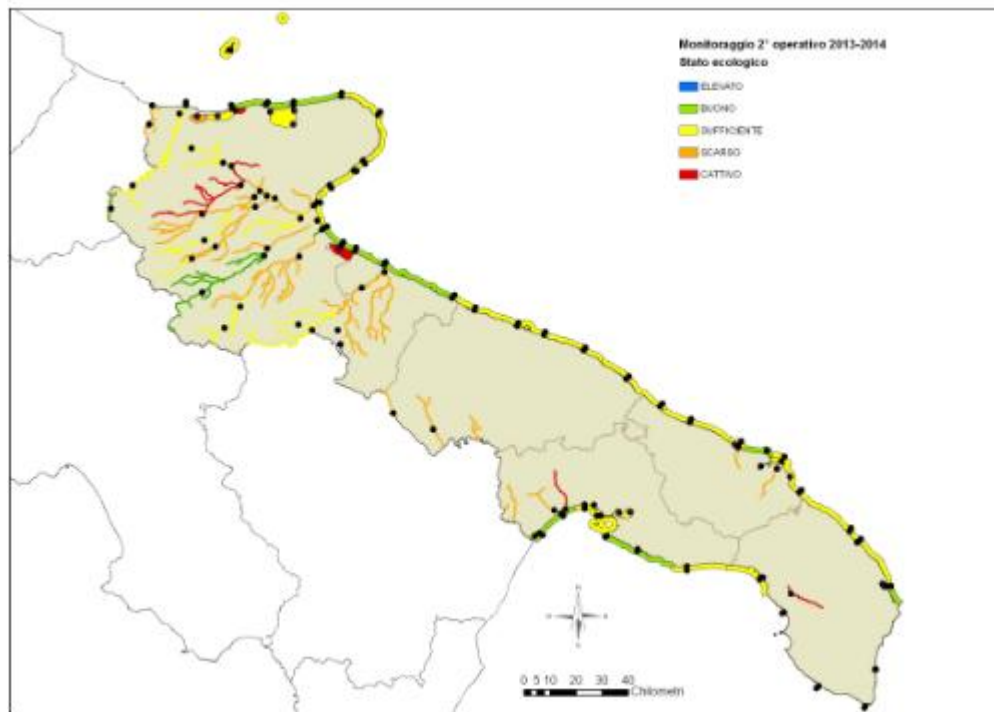 Monitoraggio 2° operativo 2013-2014
Stato ecologico
ELEVATO
BUONO
SUFFICIENTE
SCARSO
CATTIVO
0 5 10 20 30 40
Chilometri